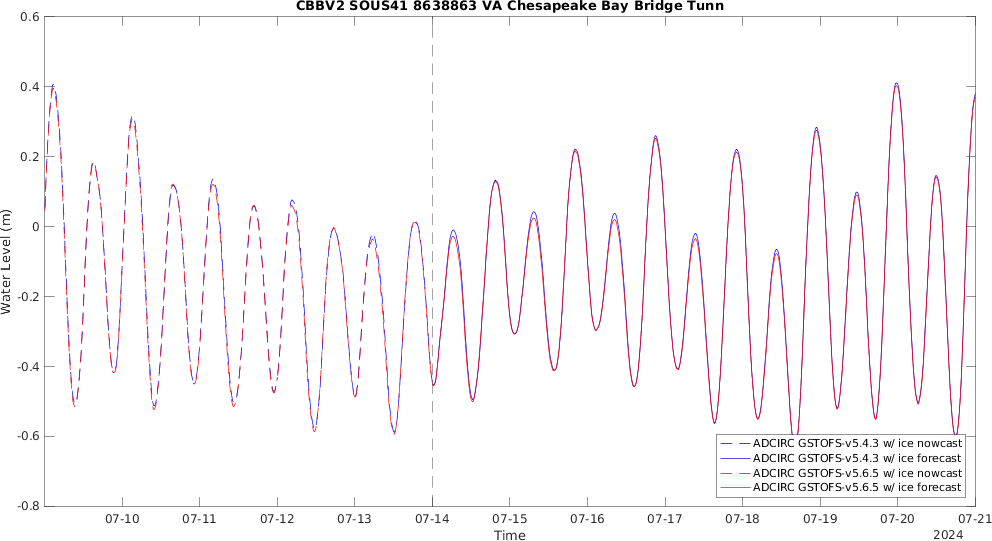 CBBV2 SOUS41 8638863 VA Chesapeake Bay Bridge Tunn
0.6
0.4
0.2
0
-0.2
-0.4
-0.6
-0.8
Water Level (m)
ADCIRC GSTOFS-v5.4.3 w/ ice nowcast
ADCIRC GSTOFS-v5.4.3 w/ ice forecast
ADCIRC GSTOFS-v5.6.5 w/ ice nowcast
ADCIRC GSTOFS-v5.6.5 w/ ice forecast
07-10 07-11 07-12 07-13 07-14 07-15 07-16 07-17 07-18 07-19 07-20 07-21
Time
2024